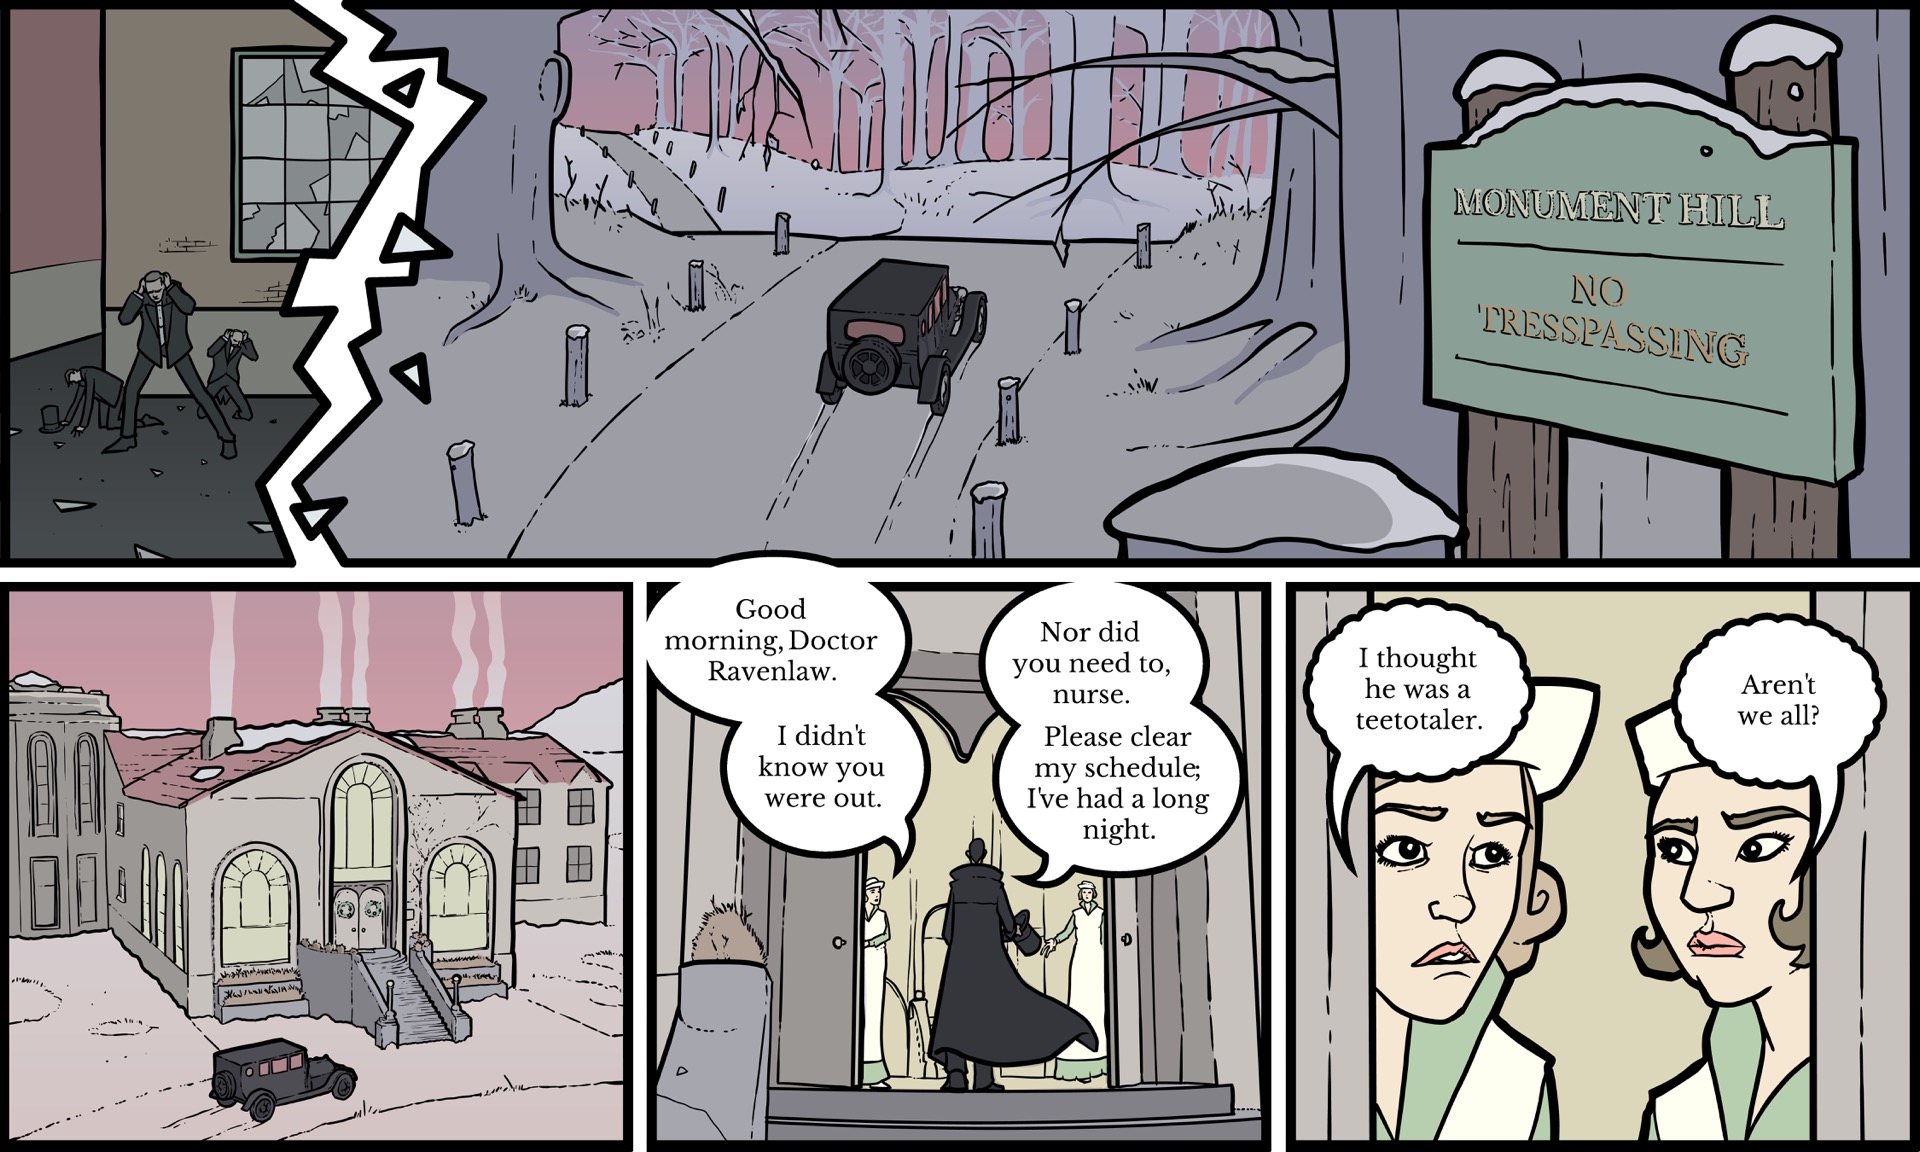 MONUMENT HILL
NO
TRESSPASSING
Good
morning, Doctor
Ravenlaw.
I didn't
know you
were out.
Nor did
you need to,
nurse.
Please clear
my schedule;
I've had a long
night.
I thought
he was a
teetotaler.
Aren't
we all?